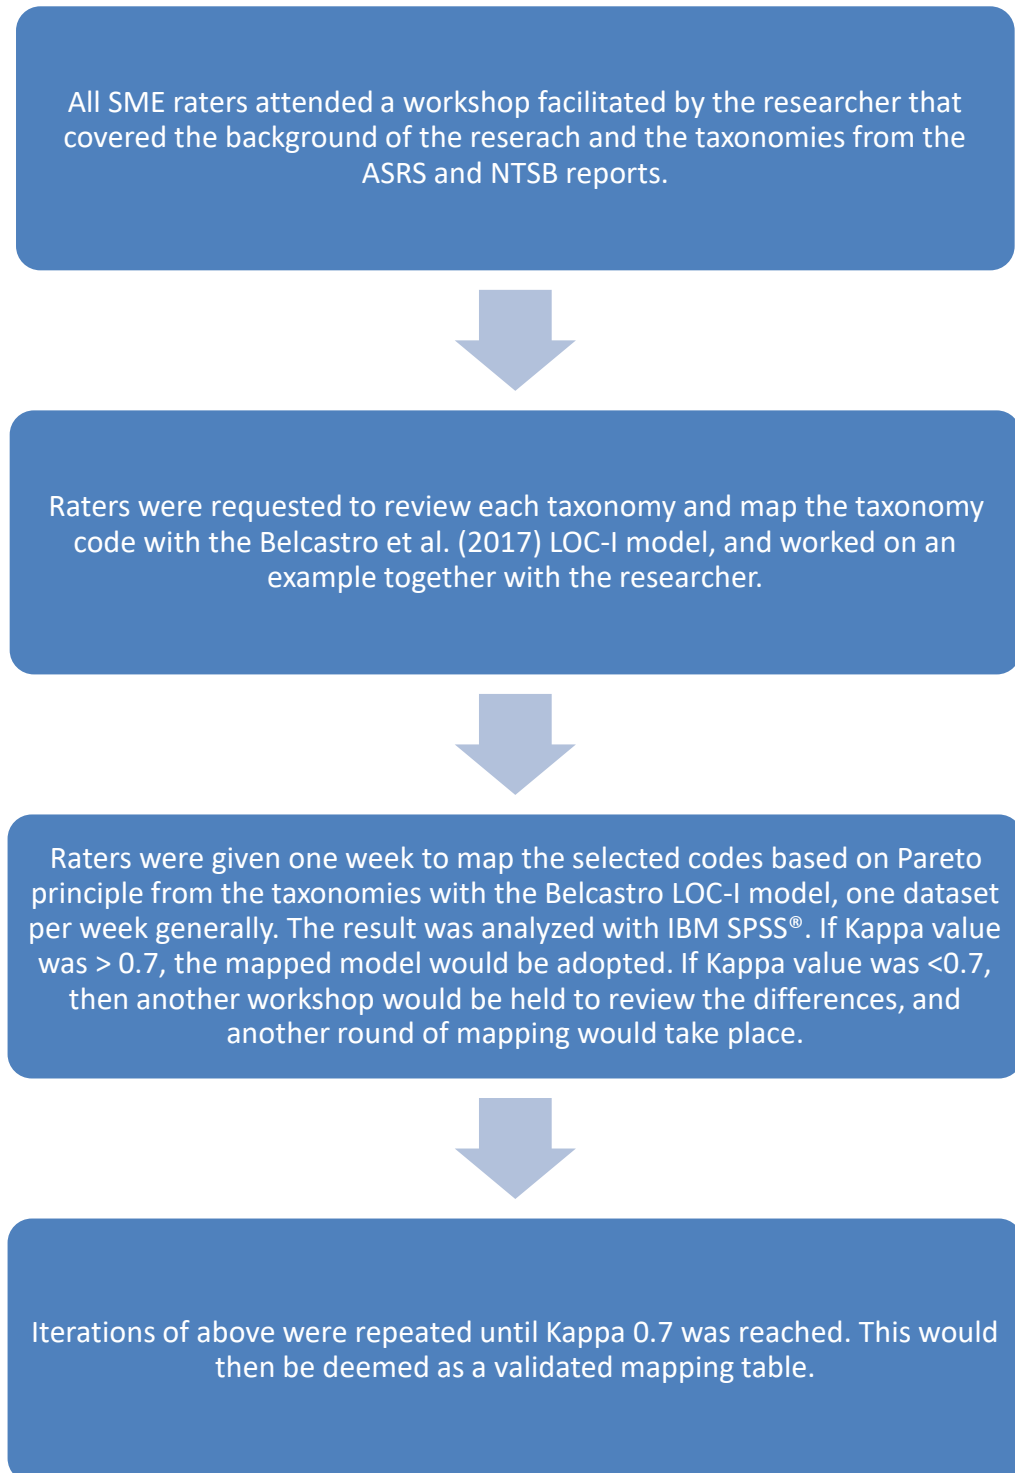 All SME raters attended a workshop facilitated by the researcher that
covered the background of the reserach and the taxonomies from the
ASRS and NTSB reports.
Raters were requested to review each taxonomy and map the taxonomy
code with the Belcastro et al. (2017) LOC-I model, and worked on an
example together with the researcher.
Raters were given one week to map the selected codes based on Pareto
principle from the taxonomies with the Belcastro LOC-I model, one dataset
per week generally. The result was analyzed with IBM SPSS®. If Kappa value
was > 0.7, the mapped model would be adopted. If Kappa value was <0.7,
then another workshop would be held to review the differences, and
another round of mapping would take place.
Iterations of above were repeated until Kappa 0.7 was reached. This would
then be deemed as a validated mapping table.